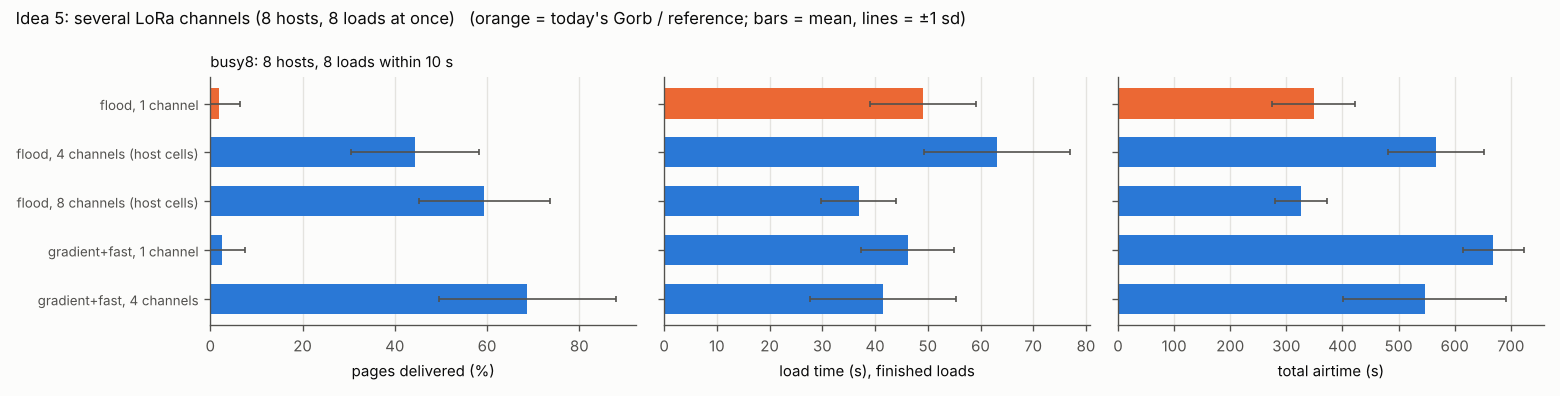 Idea 5: several LoRa channels (8 hosts, 8 loads at once)   (orange = today's Gorb / reference; bars = mean, lines = ±1 sd)
busy8: 8 hosts, 8 loads within 10 s
flood, 1 channel
flood, 4 channels (host cells)
flood, 8 channels (host cells)
gradient+fast, 1 channel
gradient+fast, 4 channels
0 20 40 60 80
pages delivered (%)
0 10 20 30 40 50 60 70 80
load time (s), finished loads
0 100 200 300 400 500 600 700
total airtime (s)